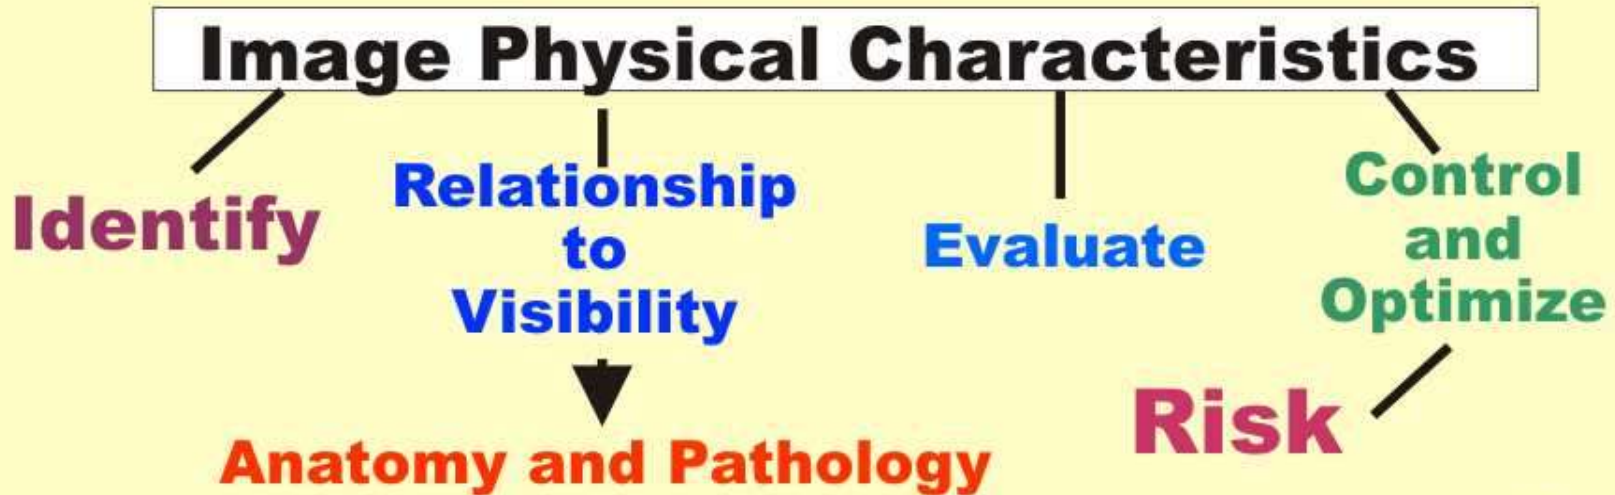 Image Physical Characteristics
Identify
Relationship
to
Visibility
Anatomy and Pathology
Evaluate
Control
and
Optimize
Risk